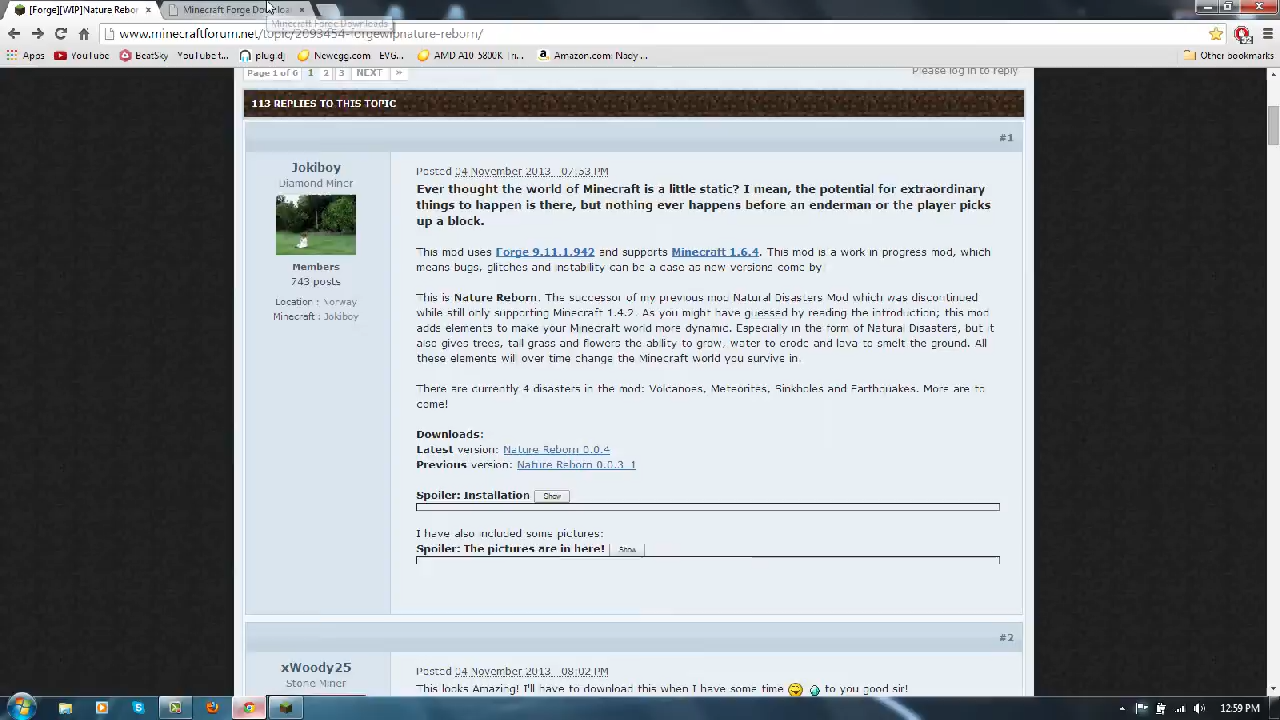 [Forge][WIP]Nature Rebor
Minecraft Forge Downloa
Minecraft Forge Downloads
www.minecraftforum.net/topic/2093454-forgewipnature-reborn/
Apps
YouTube
BeatSky
YouTube f...
plug.dj
Newegg.com - EVG...
AMD A10 5800K Tri...
Amazon.com: Nady ...
Other bookmarks
Page 1 of 6
1
2
3
NEXT
»
Please log in to reply
113 REPLIES TO THIS TOPIC
#1
Jokiboy
Diamond Miner
Members
743 posts
Location : Norway
Minecraft : Jokiboy
Posted 04 November 2013 - 07:53 PM
Ever thought the world of Minecraft is a little static? I mean, the potential for extraordinary
things to happen is there, but nothing ever happens before an enderman or the player picks
up a block.
This mod uses Forge 9.11.1.942 and supports Minecraft 1.6.4. This mod is a work in progress mod, which
means bugs, glitches and instability can be a case as new versions come by!
This is Nature Reborn. The successor of my previous mod Natural Disasters Mod which was discontinued
while still only supporting Minecraft 1.4.2. As you might have guessed by reading the introduction; this mod
adds elements to make your Minecraft world more dynamic. Especially in the form of Natural Disasters, but it
also gives trees, tall grass and flowers the ability to grow, water to erode and lava to smelt the ground. All
these elements will over time change the Minecraft world you survive in.
There are currently 4 disasters in the mod: Volcanoes, Meteorites, Sinkholes and Earthquakes. More are to
come!
Downloads:
Latest version: Nature Reborn 0.0.4
Previous version: Nature Reborn 0.0.3_1
Spoiler: Installation Show
I have also included some pictures:
Spoiler: The pictures are in here! Show
#2
xWoody25
Stone Miner
Posted 04 November 2013 - 08:02 PM
This looks Amazing! I'll have to download this when I have some time to you good sir!
12:59 PM